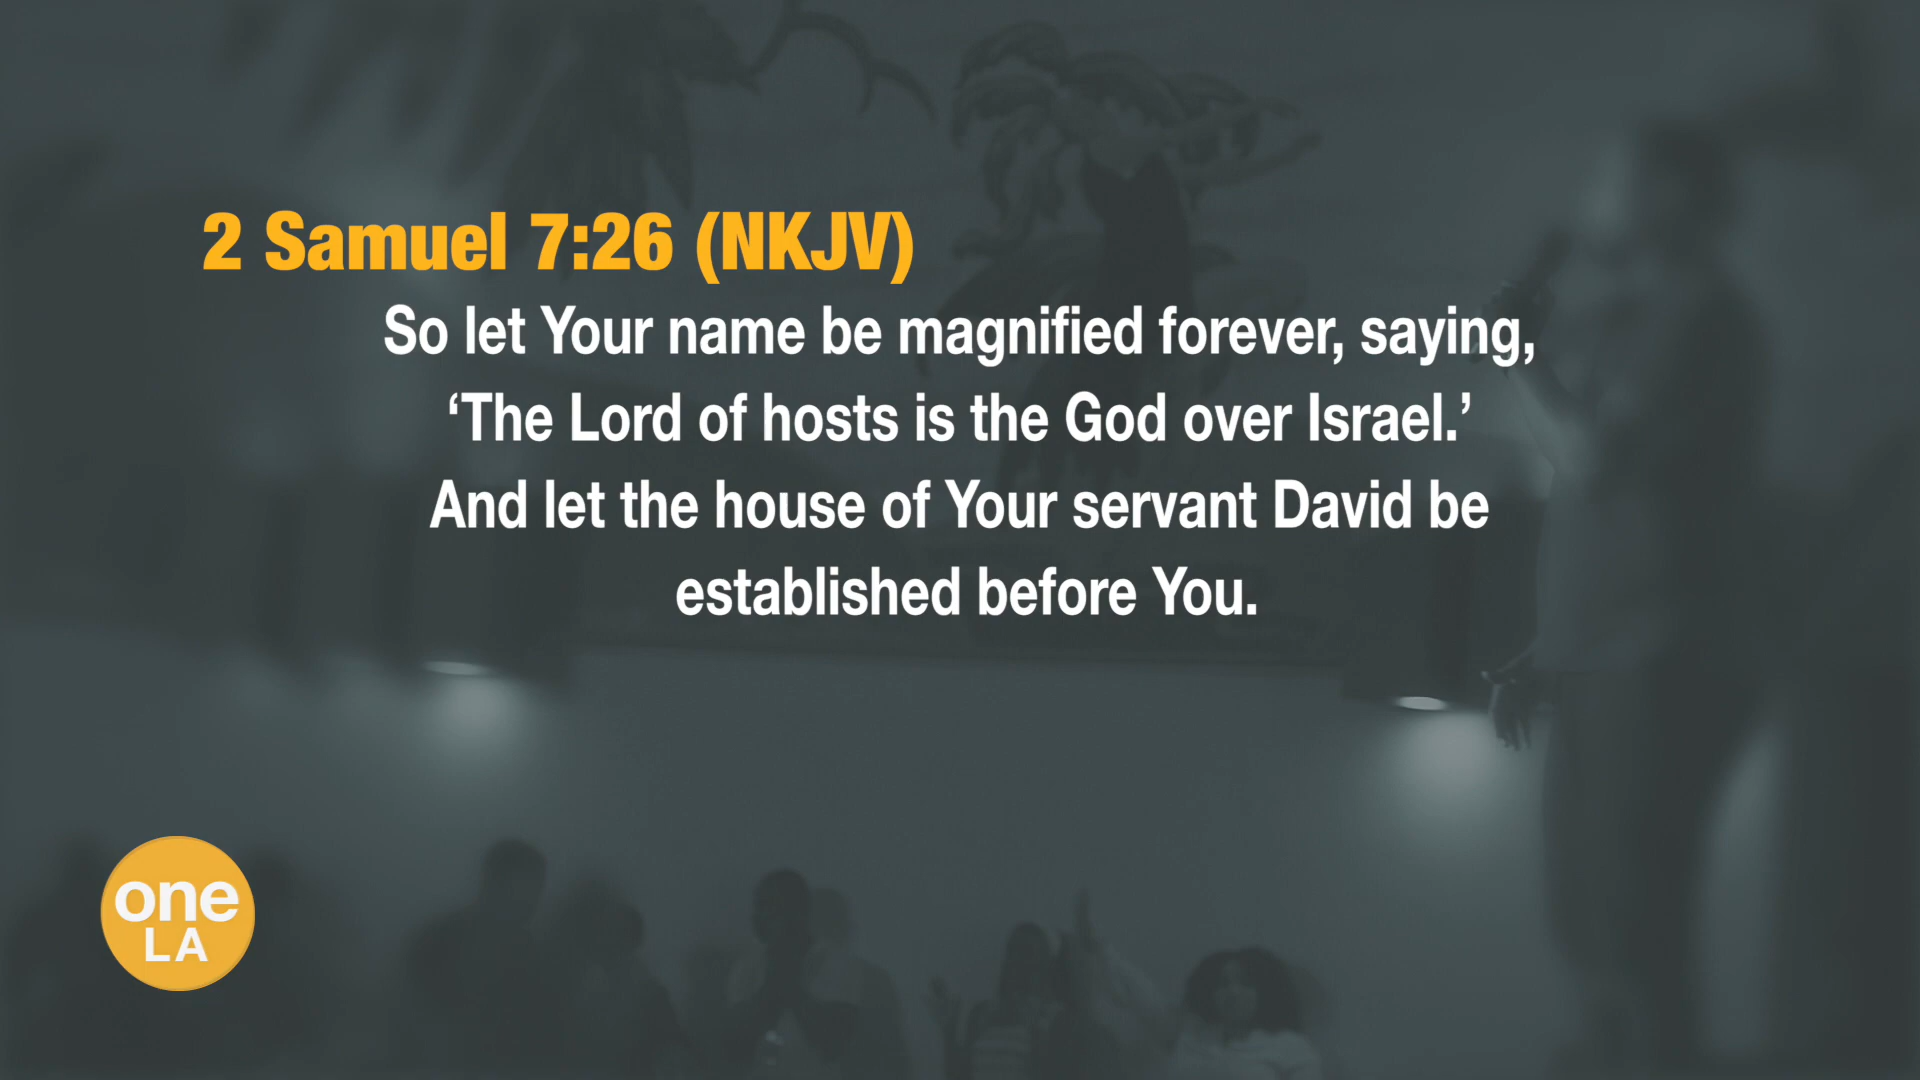 2 Samuel 7:26 (NKJV)
So let Your name be magnified forever, saying,
‘The Lord of hosts is the God over Israel.’
And let the house of Your servant David be
established before You.
one
LA